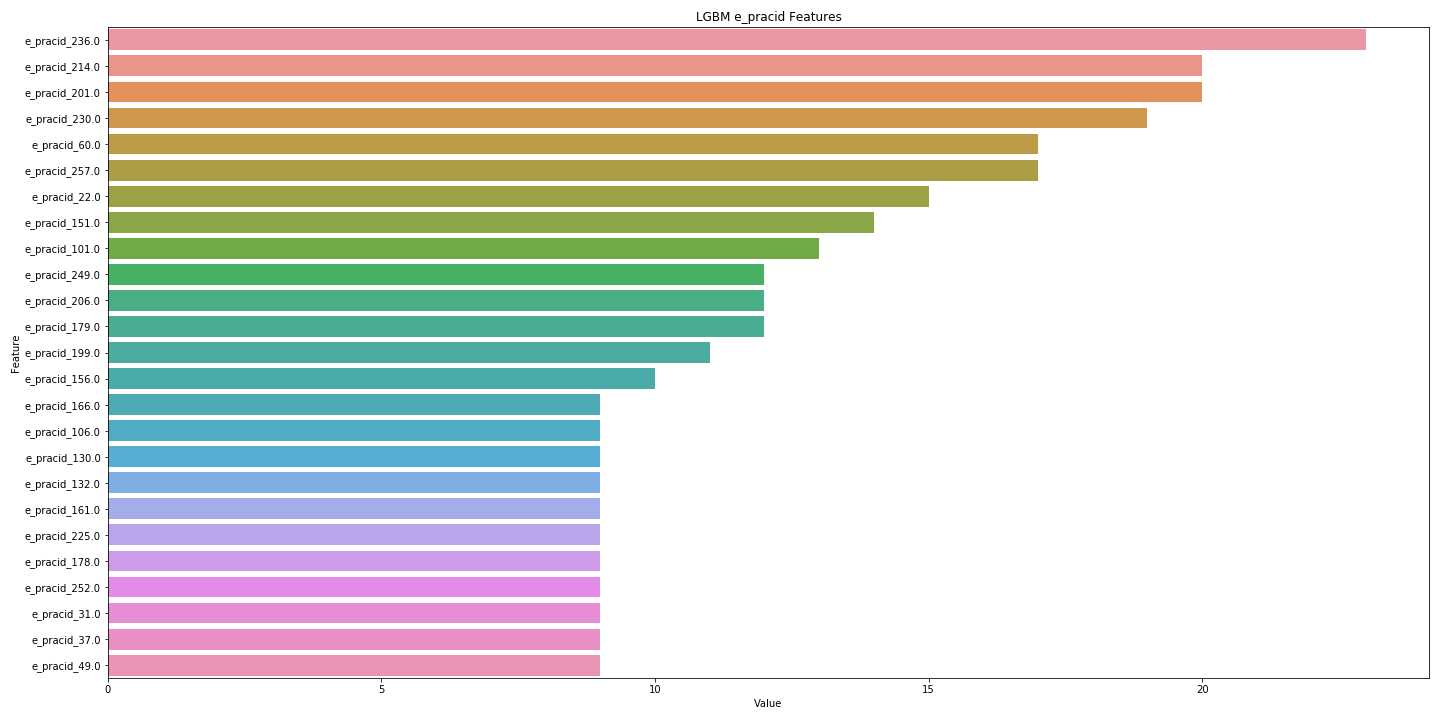 LGBM e_pracid Features
e_pracid_236.0
e_pracid_214.0
e_pracid_201.0
e_pracid_230.0
e_pracid_60.0
e_pracid_257.0
e_pracid_22.0
e_pracid_151.0
e_pracid_101.0
e_pracid_249.0
e_pracid_206.0
e_pracid_179.0
e_pracid_199.0
e_pracid_156.0
e_pracid_166.0
e_pracid_106.0
e_pracid_130.0
e_pracid_132.0
e_pracid_161.0
e_pracid_225.0
e_pracid_178.0
e_pracid_252.0
e_pracid_31.0
e_pracid_37.0
e_pracid_49.0
Feature
0 5 10 15 20
Value